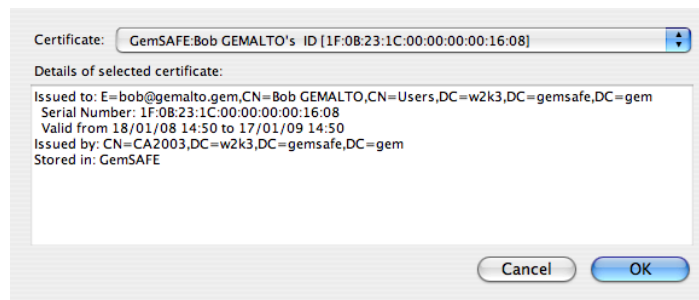 Certificate: GemSAFE:Bob GEMALTO's ID [1F:0B:23:1C:00:00:00:00:16:08]
Details of selected certificate:
Issued to: E=bob@gemalto.gem,CN=Bob GEMALTO,CN=Users,DC=w2k3,DC=gemsafe,DC=gem
Serial Number: 1F:0B:23:1C:00:00:00:00:16:08
Valid from 18/01/08 14:50 to 17/01/09 14:50
Issued by: CN=CA2003,DC=w2k3,DC=gemsafe,DC=gem
Stored in: GemSAFE
Cancel OK